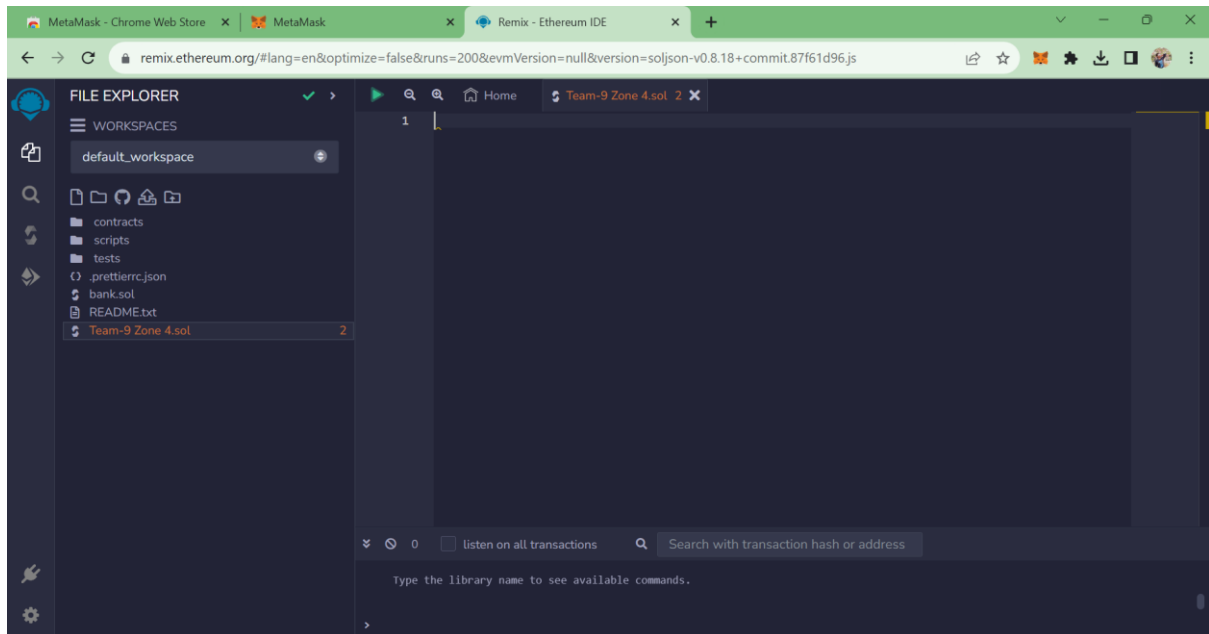 MetaMask - Chrome Web Store
MetaMask
Remix - Ethereum IDE
remix.ethereum.org/#lang=en&optimize=false&runs=200&evmVersion=null&version=soljson-v0.8.18+commit.87f61d96.js
FILE EXPLORER
Home
Team-9 Zone 4.sol 2
WORKSPACES
1
default_workspace
contracts
scripts
tests
.prettierrc.json
bank.sol
README.txt
Team-9 Zone 4.sol 2
0 listen on all transactions
Search with transaction hash or address
Type the library name to see available commands.
>